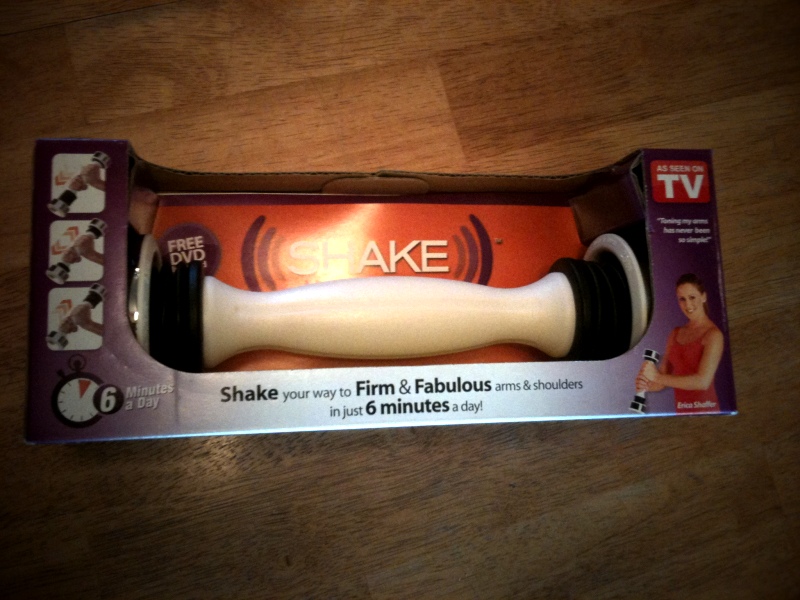 AS SEEN ON
TV
"Toning my arms
has never been
so simple!"
FREE
DVD
SHAKE
6 Minutes
a Day
Shake your way to Firm & Fabulous arms & shoulders
in just 6 minutes a day!
Erica Shaffer